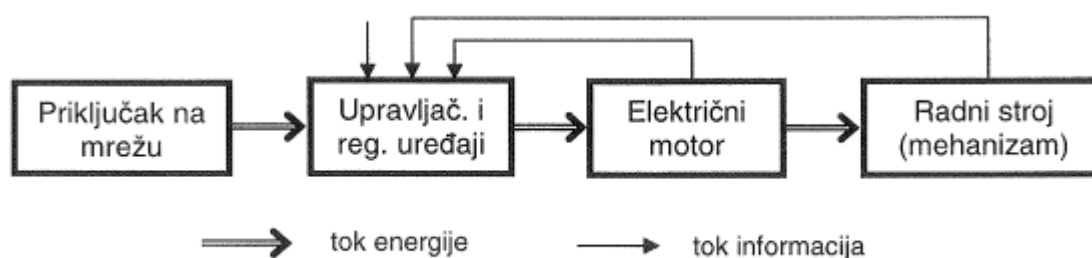 Priključak na
mrežu
Upravljač. i
reg. uređaji
Električni
motor
Radni stroj
(mehanizam)
tok energije
tok informacija